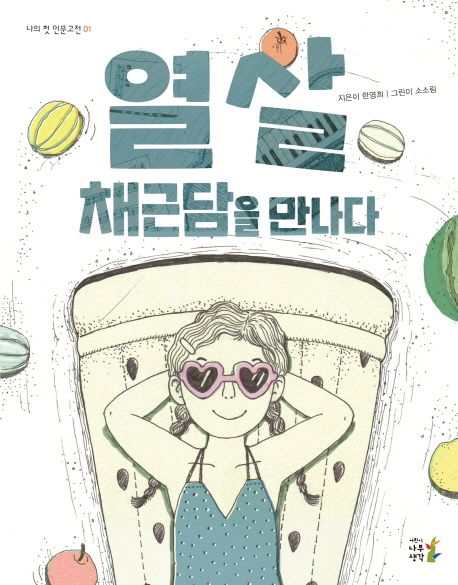 나의 첫 인문고전 01
열 살
지은이 한영희 | 그린이 소소림
채근담을 만나다
어린이
나무
생각